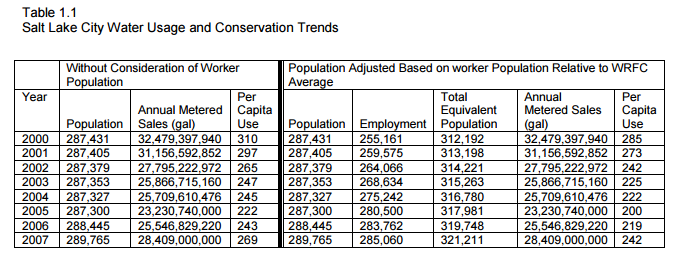 Table 1.1
Salt Lake City Water Usage and Conservation Trends
Without Consideration of Worker Population Population Adjusted Based on worker Population Relative to WRFC Average
Year Population Annual Metered Sales (gal) Per Capita Use Population Employment Total Equivalent Population Annual Metered Sales (gal) Per Capita Use
2000 287,431 32,479,397,940 310 287,431 255,161 312,192 32,479,397,940 285
2001 287,405 31,156,592,852 297 287,405 259,575 313,198 31,156,592,852 273
2002 287,379 27,795,222,972 265 287,379 264,066 314,221 27,795,222,972 242
2003 287,353 25,866,715,160 247 287,353 268,634 315,263 25,866,715,160 225
2004 287,327 25,709,610,476 245 287,327 275,242 316,780 25,709,610,476 222
2005 287,300 23,230,740,000 222 287,300 280,500 317,981 23,230,740,000 200
2006 288,445 25,546,829,220 243 288,445 283,762 319,748 25,546,829,220 219
2007 289,765 28,409,000,000 269 289,765 285,060 321,211 28,409,000,000 242